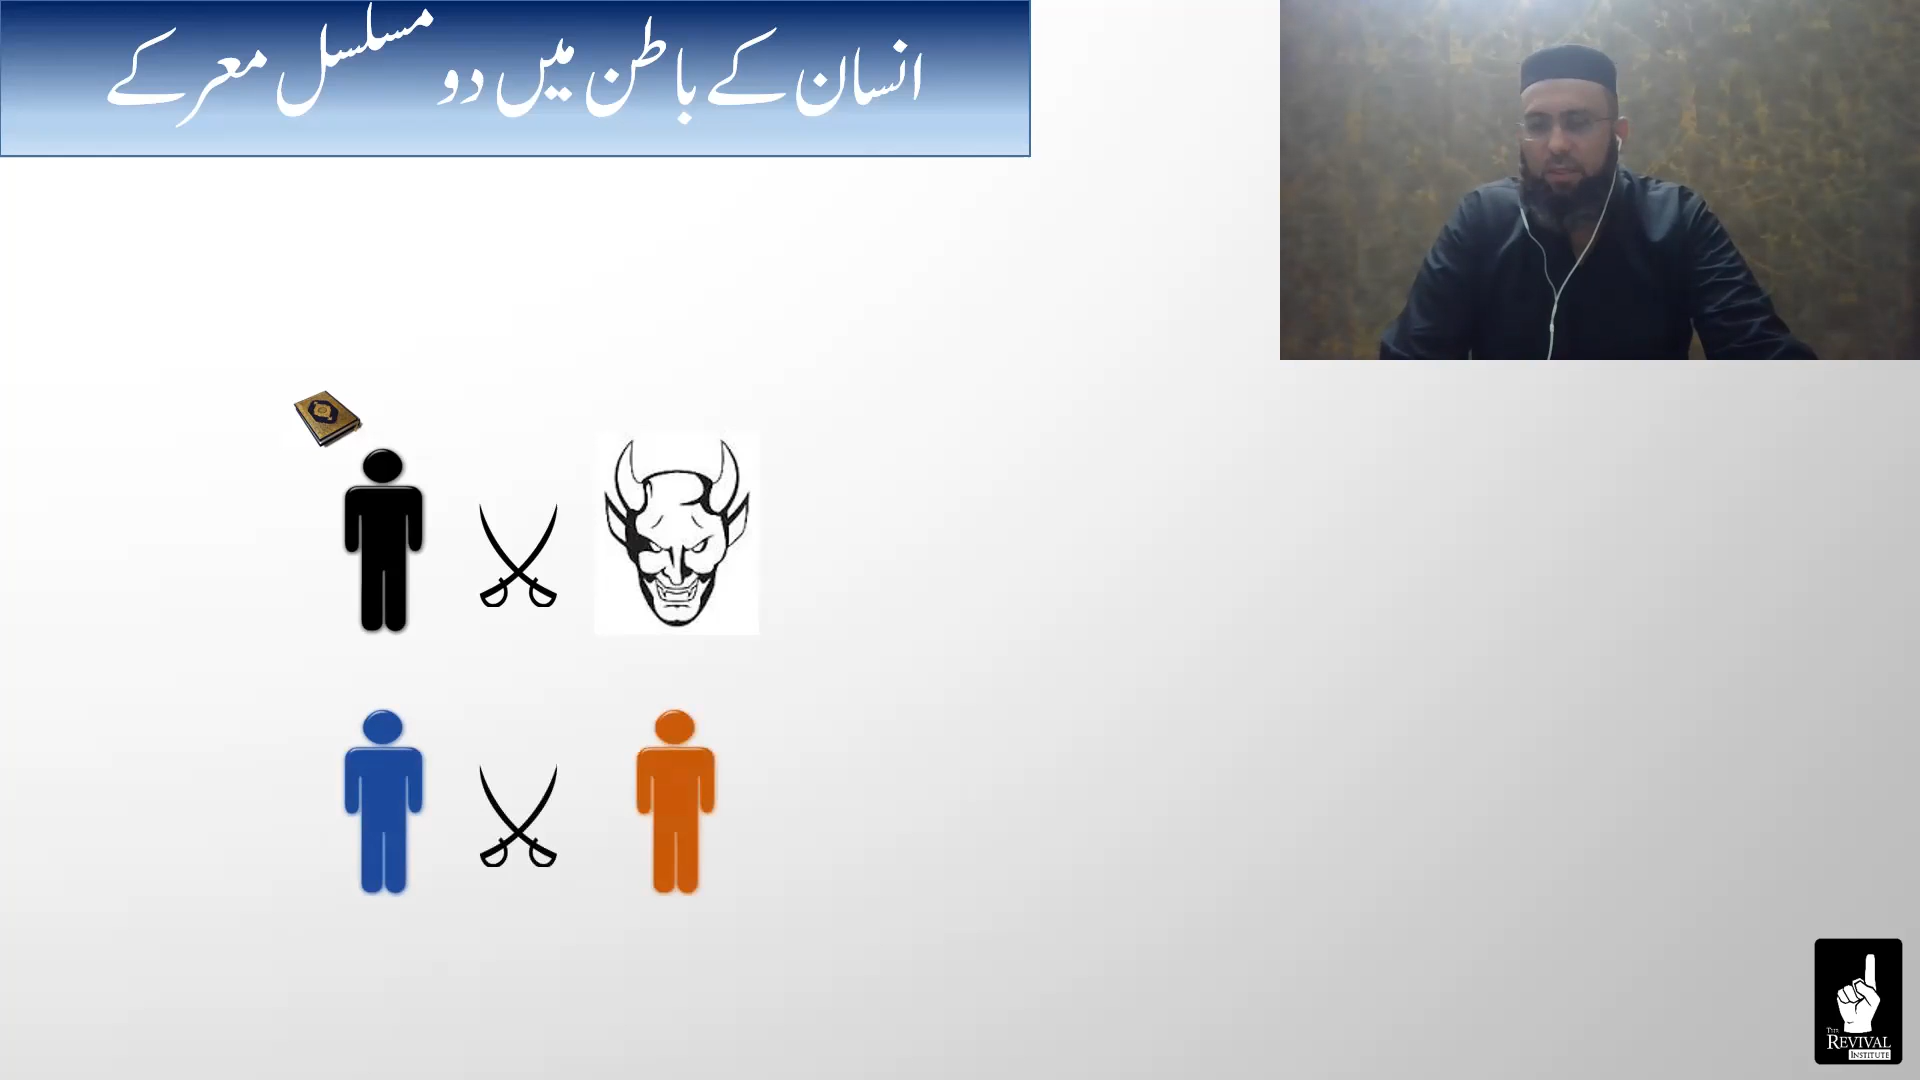 انسان کے باطن میں دو مسلسل معرکے
THE
REVIVAL
INSTITUTE